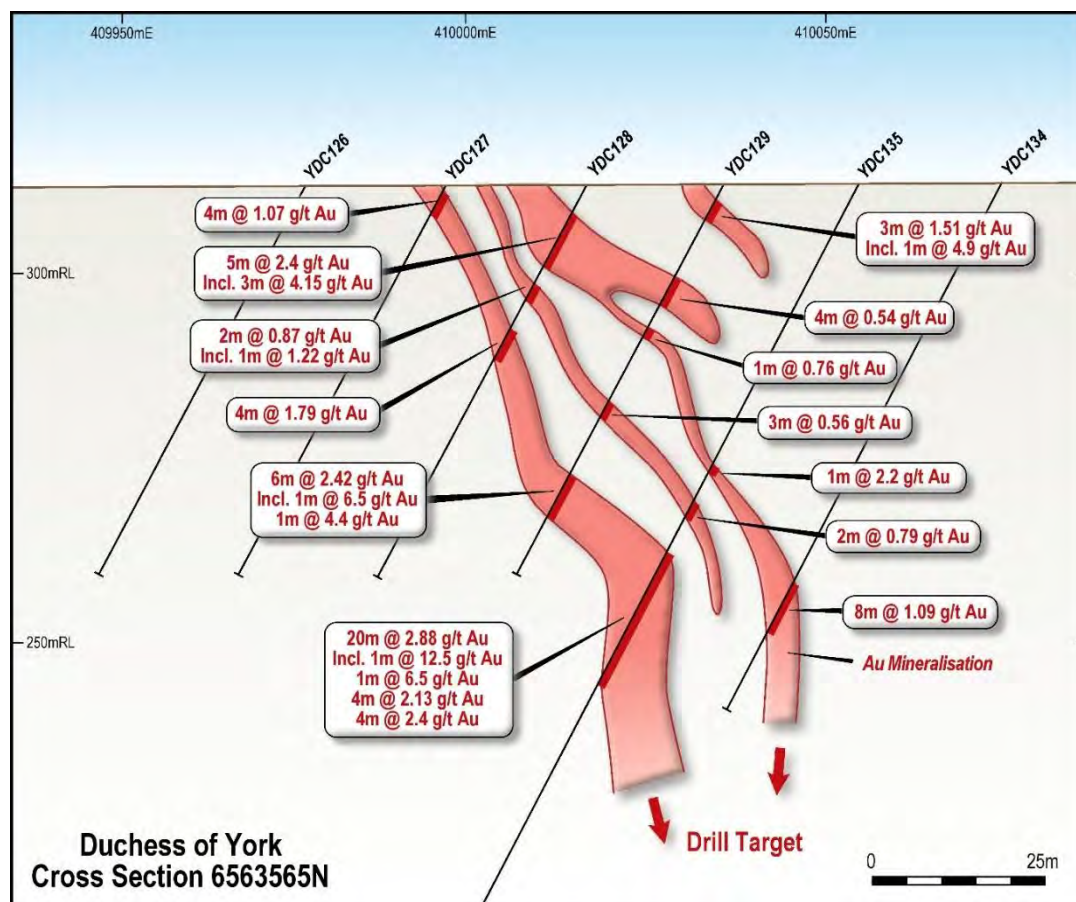 409950mE
410000mE
410050mE
YDC126
YDC127
YDC128
YDC129
YDC135
YDC134
4m @ 1.07 g/t Au
3m @ 1.51 g/t Au
Incl. 1m @ 4.9 g/t Au
5m @ 2.4 g/t Au
Incl. 3m @ 4.15 g/t Au
300mRL
4m @ 0.54 g/t Au
2m @ 0.87 g/t Au
Incl. 1m @ 1.22 g/t Au
1m @ 0.76 g/t Au
4m @ 1.79 g/t Au
3m @ 0.56 g/t Au
6m @ 2.42 g/t Au
Incl. 1m @ 6.5 g/t Au
1m @ 4.4 g/t Au
1m @ 2.2 g/t Au
2m @ 0.79 g/t Au
8m @ 1.09 g/t Au
250mRL
20m @ 2.88 g/t Au
Incl. 1m @ 12.5 g/t Au
1m @ 6.5 g/t Au
4m @ 2.13 g/t Au
4m @ 2.4 g/t Au
Au Mineralisation
Drill Target
Duchess of York
Cross Section 6563565N
0
25m